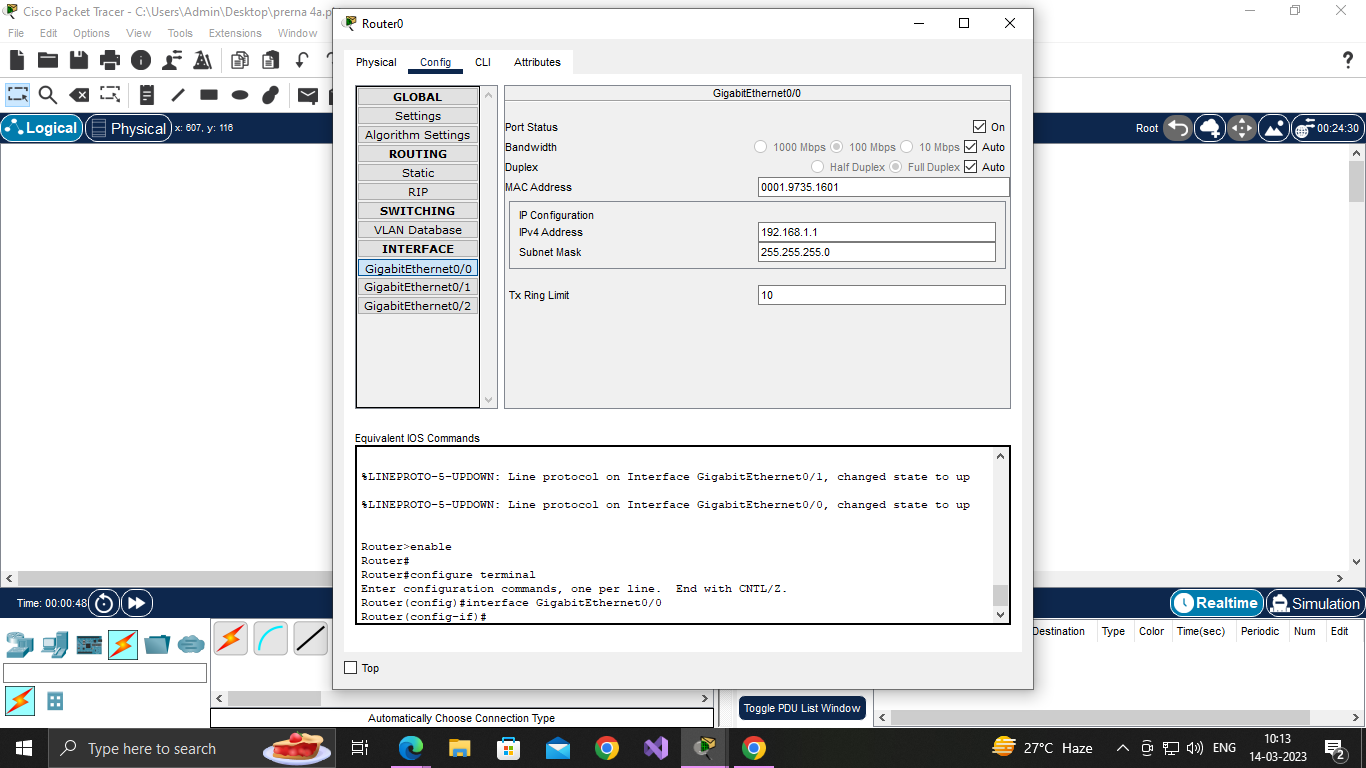 Cisco Packet Tracer - C:\Users\Admin\Desktop\prerna 4a.p
File Edit Options View Tools Extensions Window
Router0
Physical Config CLI Attributes
?
Logical
Physical
x: 607, y: 116
Root
00:24:30
GLOBAL
Settings
Algorithm Settings
ROUTING
Static
RIP
SWITCHING
VLAN Database
INTERFACE
GigabitEthernet0/0
GigabitEthernet0/1
GigabitEthernet0/2
GigabitEthernet0/0
Port Status On
Bandwidth 1000 Mbps 100 Mbps 10 Mbps Auto
Duplex Half Duplex Full Duplex Auto
MAC Address 0001.9735.1601
IP Configuration
IPv4 Address 192.168.1.1
Subnet Mask 255.255.255.0
Tx Ring Limit 10
Equivalent IOS Commands
%LINEPROTO-5-UPDOWN: Line protocol on Interface GigabitEthernet0/1, changed state to up
%LINEPROTO-5-UPDOWN: Line protocol on Interface GigabitEthernet0/0, changed state to up
Router>enable
Router#
Router#configure terminal
Enter configuration commands, one per line. End with CNTL/Z.
Router(config)#interface GigabitEthernet0/0
Router(config-if)#
Top
Time: 00:00:48
Realtime
Simulation
Destination Type Color Time(sec) Periodic Num Edit
Automatically Choose Connection Type
Toggle PDU List Window
Type here to search
27°C Haze
ENG
10:13
14-03-2023
2